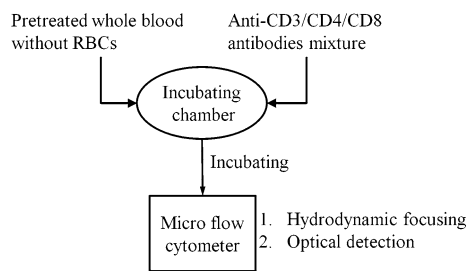 Pretreated whole blood
without RBCs
Anti-CD3/CD4/CD8
antibodies mixture
Incubating
chamber
Incubating
Micro flow
cytometer
1. Hydrodynamic focusing
2. Optical detection